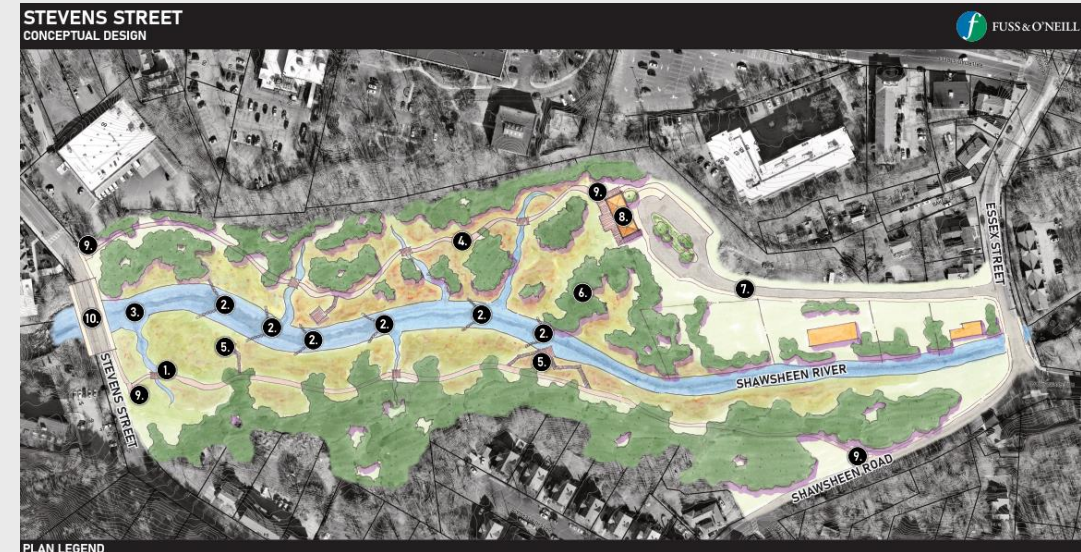 STEVENS STREET
CONCEPTUAL DESIGN
FUSS & O'NEILL
9.
8.
9.
4.
ESSEX STREET
6.
7.
3.
2.
10.
2.
2.
2.
2.
2.
5.
5.
1.
9.
STEVENS STREET
SHAWSHEEN RIVER
9.
SHAWSHEEN ROAD
PLAN LEGEND